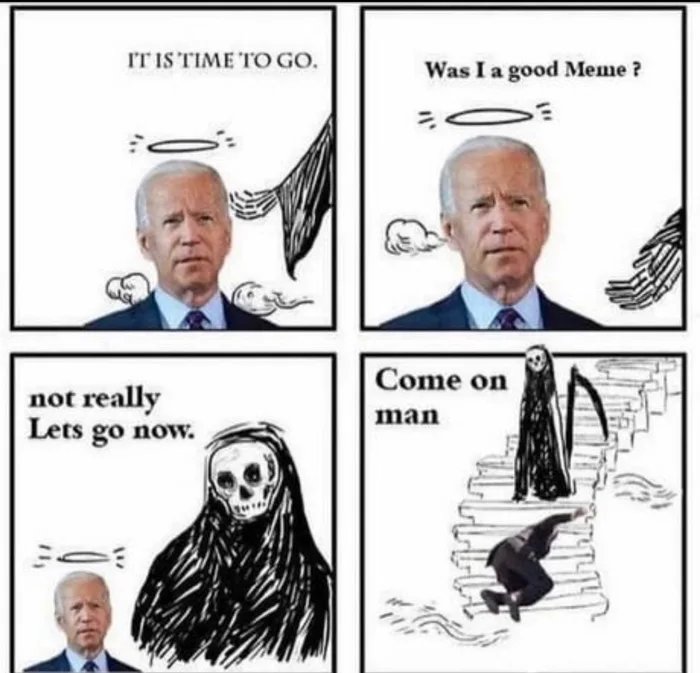 IT IS TIME TO GO.
Was I a good Meme ?
not really
Lets go now.
Come on
man